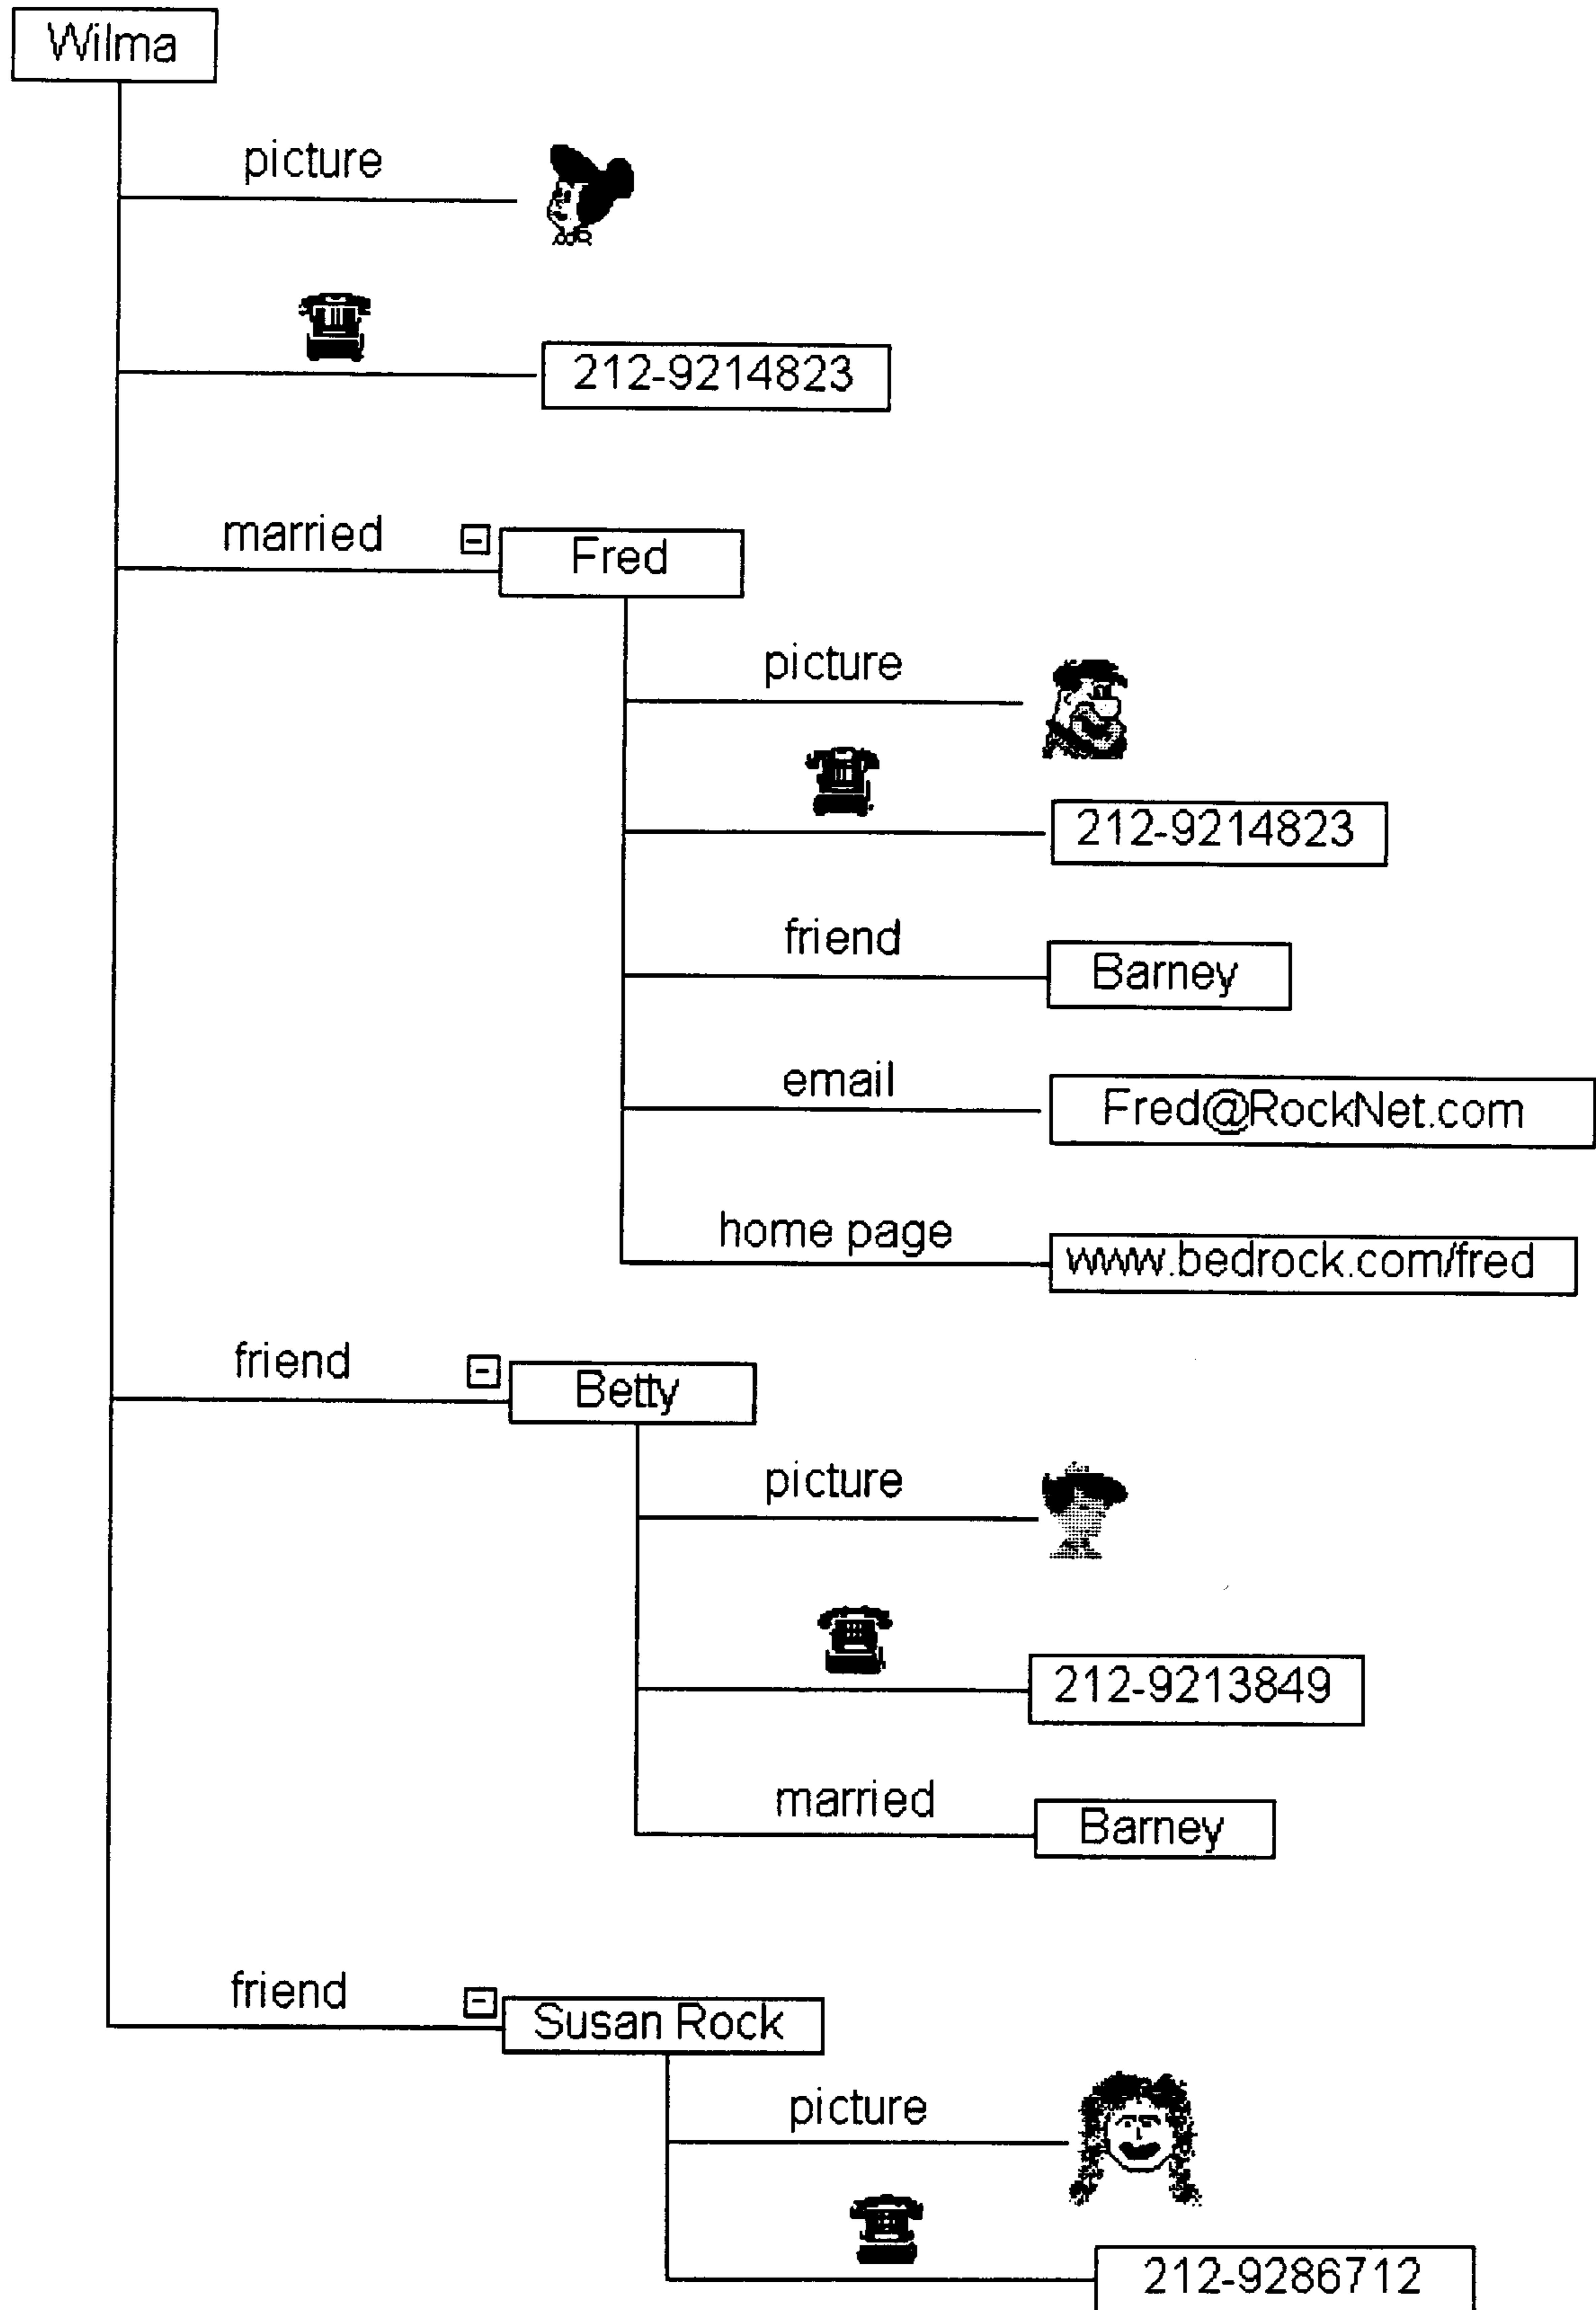 Wilma
picture
212-9214823
married
Fred
picture
212-9214823
friend
Barney
email
Fred@RockNet.com
home page
www.bedrock.com/fred
friend
Betty
picture
212-9213849
married
Barney
friend
Susan Rock
picture
212-9286712